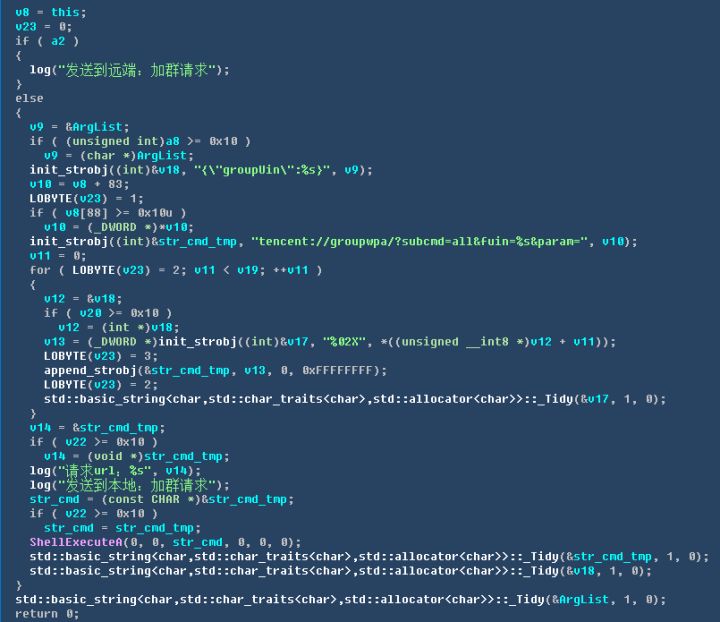 v8 = this;
v23 = 0;
if ( a2 )
{
log("发送到远端：加群请求");
}
else
{
v9 = &ArgList;
if ( (unsigned int)a8 >= 0x10 )
v9 = (char *)ArgList;
init_strobj((int)&v18, "{\"groupUin\":%s}", v9);
v10 = v8 + 83;
LOBYTE(v23) = 1;
if ( v8[88] >= 0x10u )
v10 = (_DWORD *)*v10;
init_strobj((int)&str_cmd_tmp, "tencent://groupwpa/?subcmd=all&fuin=%s&param=", v10);
v11 = 0;
for ( LOBYTE(v23) = 2; v11 < v19; ++v11 )
{
v12 = &v18;
if ( v20 >= 0x10 )
v12 = (int *)v18;
v13 = (_DWORD *)init_strobj((int)&v17, "%02X", *((unsigned __int8 *)v12 + v11));
LOBYTE(v23) = 3;
append_strobj(&str_cmd_tmp, v13, 0, 0xFFFFFFFF);
LOBYTE(v23) = 2;
std::basic_string<char,std::char_traits<char>,std::allocator<char>>::_Tidy(&v17, 1, 0);
}
v14 = &str_cmd_tmp;
if ( v22 >= 0x10 )
v14 = (void *)str_cmd_tmp;
log("请求url：%s", v14);
log("发送到本地：加群请求");
str_cmd = (const CHAR *)&str_cmd_tmp;
if ( v22 >= 0x10 )
str_cmd = str_cmd_tmp;
ShellExecuteA(0, 0, str_cmd, 0, 0, 0);
std::basic_string<char,std::char_traits<char>,std::allocator<char>>::_Tidy(&str_cmd_tmp, 1, 0);
std::basic_string<char,std::char_traits<char>,std::allocator<char>>::_Tidy(&v18, 1, 0);
}
std::basic_string<char,std::char_traits<char>,std::allocator<char>>::_Tidy(&ArgList, 1, 0);
return 0;